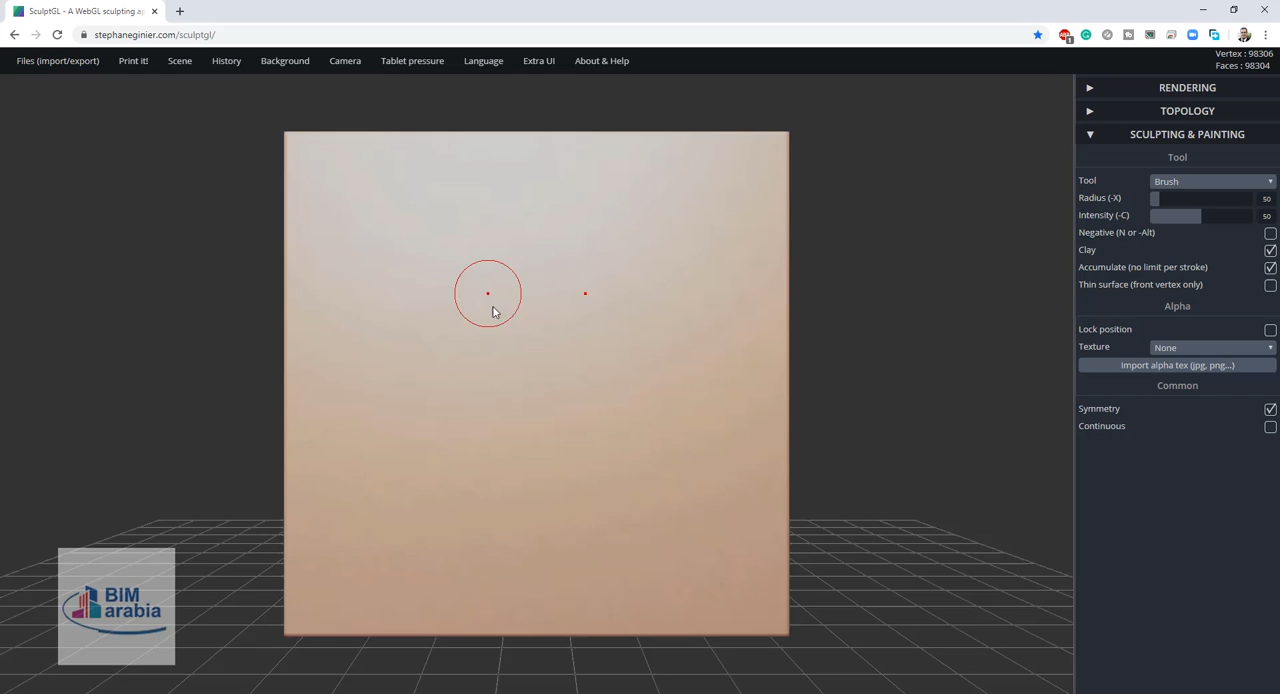 SculptGL - A WebGL sculpting ap
stephaneginier.com/sculptgl/
Files (import/export) Print it! Scene History Background Camera Tablet pressure Language Extra UI About & Help
Vertex : 98306
Faces : 98304
RENDERING
TOPOLOGY
SCULPTING & PAINTING
Tool
Tool Brush
Radius (-X) 50
Intensity (-C) 50
Negative (N or -Alt)
Clay
Accumulate (no limit per stroke)
Thin surface (front vertex only)
Alpha
Lock position
Texture None
Import alpha tex (jpg, png...)
Common
Symmetry
Continuous
BIM
arabia